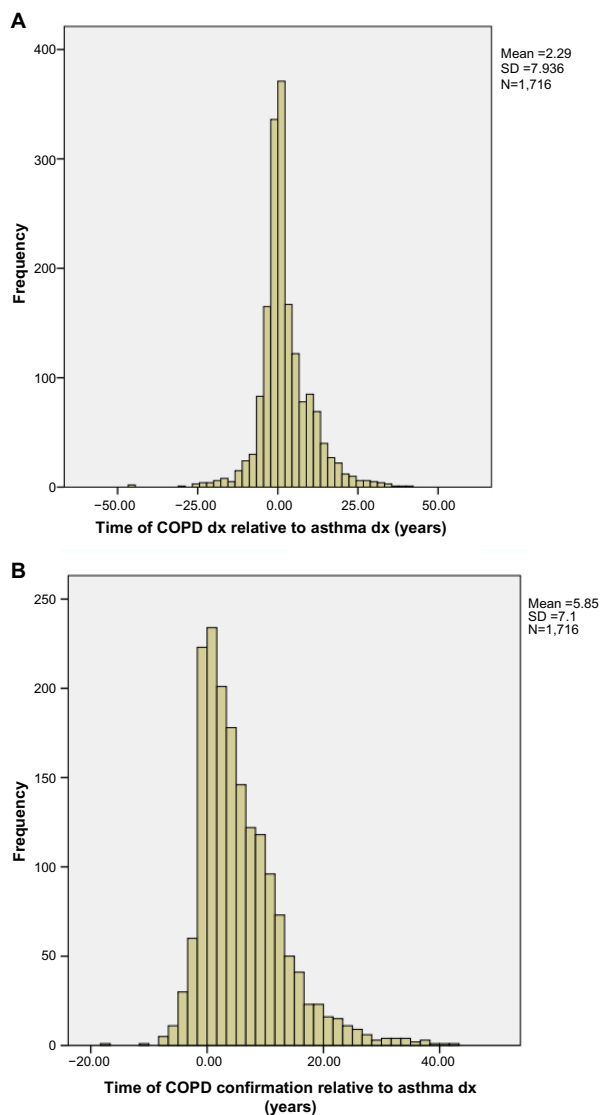 A
Mean =2.29
SD =7.936
N=1,716
400
300
200
100
0
Frequency
−50.00 −25.00 0.00 25.00 50.00
Time of COPD dx relative to asthma dx (years)
B
Mean =5.85
SD =7.1
N=1,716
250
200
150
100
50
0
Frequency
−20.00 0.00 20.00 40.00
Time of COPD confirmation relative to asthma dx
(years)